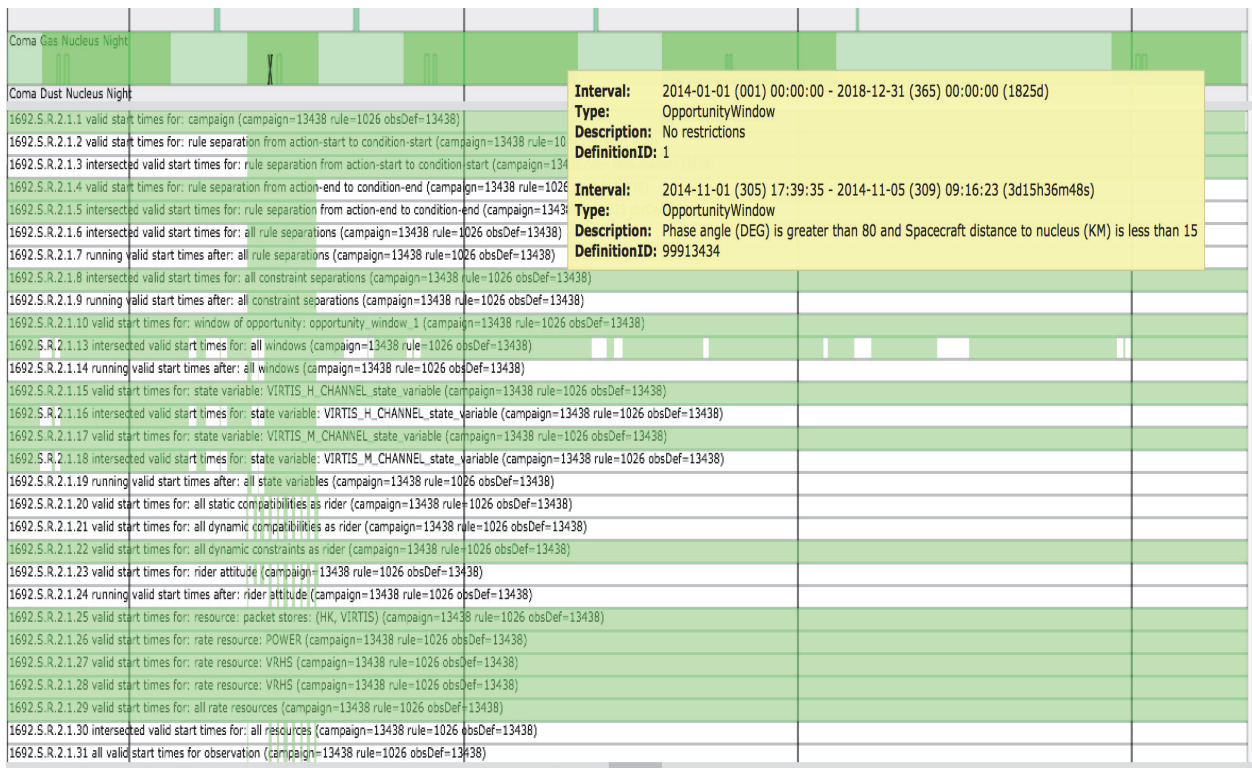 Coma Gas Nucleus Night
X
Coma Dust Nucleus Night
Interval: 2014-01-01 (001) 00:00:00 - 2018-12-31 (365) 00:00:00 (1825d)
Type: OpportunityWindow
Description: No restrictions
DefinitionID: 1
Interval: 2014-11-01 (305) 17:39:35 - 2014-11-05 (309) 09:16:23 (3d15h36m48s)
Type: OpportunityWindow
Description: Phase angle (DEG) is greater than 80 and Spacecraft distance to nucleus (KM) is less than 15
DefinitionID: 99913434
1692.S.R.2.1.1 valid start times for: campaign (campaign=13438 rule=1026 obsDef=13438)
1692.S.R.2.1.2 valid start times for: rule separation from action-start to condition-start (campaign=13438 rule=10
1692.S.R.2.1.3 intersected valid start times for: rule separation from action-start to condition-start (campaign=134
1692.S.R.2.1.4 valid start times for: rule separation from action-end to condition-end (campaign=13438 rule=1026
1692.S.R.2.1.5 intersected valid start times for: rule separation from action-end to condition-end (campaign=1343
1692.S.R.2.1.6 intersected valid start times for: all rule separations (campaign=13438 rule=1026 obsDef=13438)
1692.S.R.2.1.7 running valid start times after: all rule separations (campaign=13438 rule=1026 obsDef=13438)
1692.S.R.2.1.8 intersected valid start times for: all constraint separations (campaign=13438 rule=1026 obsDef=13438)
1692.S.R.2.1.9 running valid start times after: all constraint separations (campaign=13438 rule=1026 obsDef=13438)
1692.S.R.2.1.10 valid start times for: window of opportunity: opportunity_window_1 (campaign=13438 rule=1026 obsDef=13438)
1692.S.R.2.1.13 intersected valid start times for: all windows (campaign=13438 rule=1026 obsDef=13438)
1692.S.R.2.1.14 running valid start times after: all windows (campaign=13438 rule=1026 obsDef=13438)
1692.S.R.2.1.15 valid start times for: state variable: VIRTIS_H_CHANNEL_state_variable (campaign=13438 rule=1026 obsDef=13438)
1692.S.R.2.1.16 intersected valid start times for: state variable: VIRTIS_H_CHANNEL_state_variable (campaign=13438 rule=1026 obsDef=13438)
1692.S.R.2.1.17 valid start times for: state variable: VIRTIS_M_CHANNEL_state_variable (campaign=13438 rule=1026 obsDef=13438)
1692.S.R.2.1.18 intersected valid start times for: state variable: VIRTIS_M_CHANNEL_state_variable (campaign=13438 rule=1026 obsDef=13438)
1692.S.R.2.1.19 running valid start times after: all state variables (campaign=13438 rule=1026 obsDef=13438)
1692.S.R.2.1.20 valid start times for: all static compatibilities as rider (campaign=13438 rule=1026 obsDef=13438)
1692.S.R.2.1.21 valid start times for: all dynamic compatibilities as rider (campaign=13438 rule=1026 obsDef=13438)
1692.S.R.2.1.22 valid start times for: all dynamic constraints as rider (campaign=13438 rule=1026 obsDef=13438)
1692.S.R.2.1.23 valid start times for: rider attitude (campaign=13438 rule=1026 obsDef=13438)
1692.S.R.2.1.24 running valid start times after: rider attitude (campaign=13438 rule=1026 obsDef=13438)
1692.S.R.2.1.25 valid start times for: resource: packet stores: (HK, VIRTIS) (campaign=13438 rule=1026 obsDef=13438)
1692.S.R.2.1.26 valid start times for: rate resource: POWER (campaign=13438 rule=1026 obsDef=13438)
1692.S.R.2.1.27 valid start times for: rate resource: VRHS (campaign=13438 rule=1026 obsDef=13438)
1692.S.R.2.1.28 valid start times for: rate resource: VRHS (campaign=13438 rule=1026 obsDef=13438)
1692.S.R.2.1.29 valid start times for: all rate resources (campaign=13438 rule=1026 obsDef=13438)
1692.S.R.2.1.30 intersected valid start times for: all resources (campaign=13438 rule=1026 obsDef=13438)
1692.S.R.2.1.31 all valid start times for observation (campaign=13438 rule=1026 obsDef=13438)